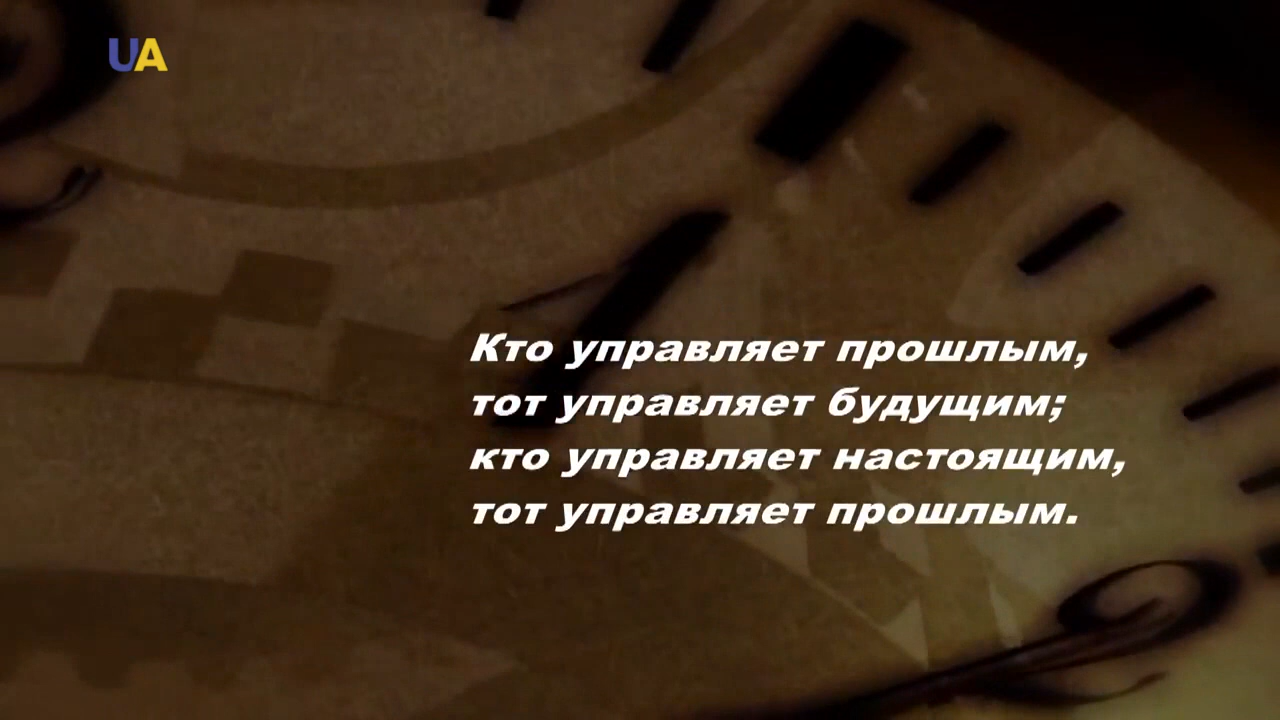 UA
Кто управляет прошлым,
тот управляет будущим;
кто управляет настоящим,
тот управляет прошлым.